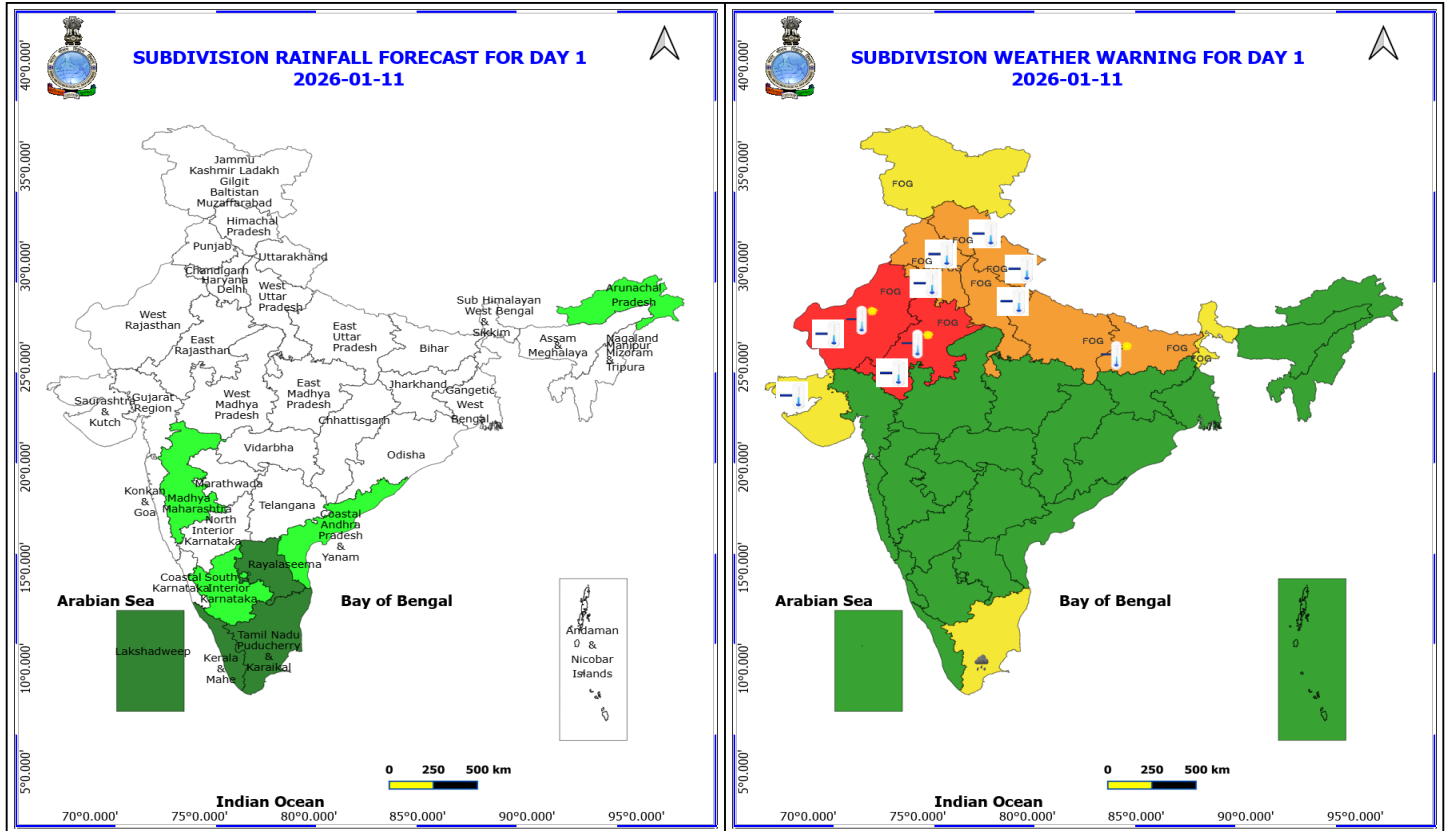 SUBDIVISION RAINFALL FORECAST FOR DAY 1
2026-01-11
40°0.000'
35°0.000'
30°0.000'
25°0.000'
20°0.000'
15°0.000'
10°0.000'
5°0.000'
Jammu
Kashmir Ladakh
Gilgit
Baltistan
Muzaffarabad
Himachal
Pradesh
Punjab
Uttarakhand
Chandigarh
Haryana
Delhi
West
Uttar
Pradesh
West
Rajasthan
East
Rajasthan
East
Uttar
Pradesh
Bihar
Sub Himalayan
West Bengal
&
Sikkim
Arunachal
Pradesh
Assam
&
Meghalaya
Nagaland
Manipur
Mizoram
&
Tripura
Saurashtra
&
Kutch
Gujarat
Region
West
Madhya
Pradesh
East
Madhya
Pradesh
Jharkhand
Gangetic
West
Bengal
Chhattisgarh
Vidarbha
Odisha
Konkan
&
Goa
Madhya
Maharashtra
Marathwada
Telangana
North
Interior
Karnataka
Coastal
Andhra
Pradesh
&
Yanam
Rayalaseema
Coastal
Karnataka
South
Interior
Karnataka
Arabian Sea
Bay of Bengal
Lakshadweep
Kerala
&
Mahe
Tamil Nadu
Puducherry
&
Karaikal
Andaman
&
Nicobar
Islands
0 250 500 km
Indian Ocean
70°0.000' 75°0.000' 80°0.000' 85°0.000' 90°0.000' 95°0.000'
SUBDIVISION WEATHER WARNING FOR DAY 1
2026-01-11
40°0.000'
35°0.000'
30°0.000'
25°0.000'
20°0.000'
15°0.000'
10°0.000'
5°0.000'
FOG
FOG
FOG
FOG
FOG
FOG
FOG
FOG
FOG
FOG
Arabian Sea
Bay of Bengal
0 250 500 km
Indian Ocean
70°0.000' 75°0.000' 80°0.000' 85°0.000' 90°0.000' 95°0.000'